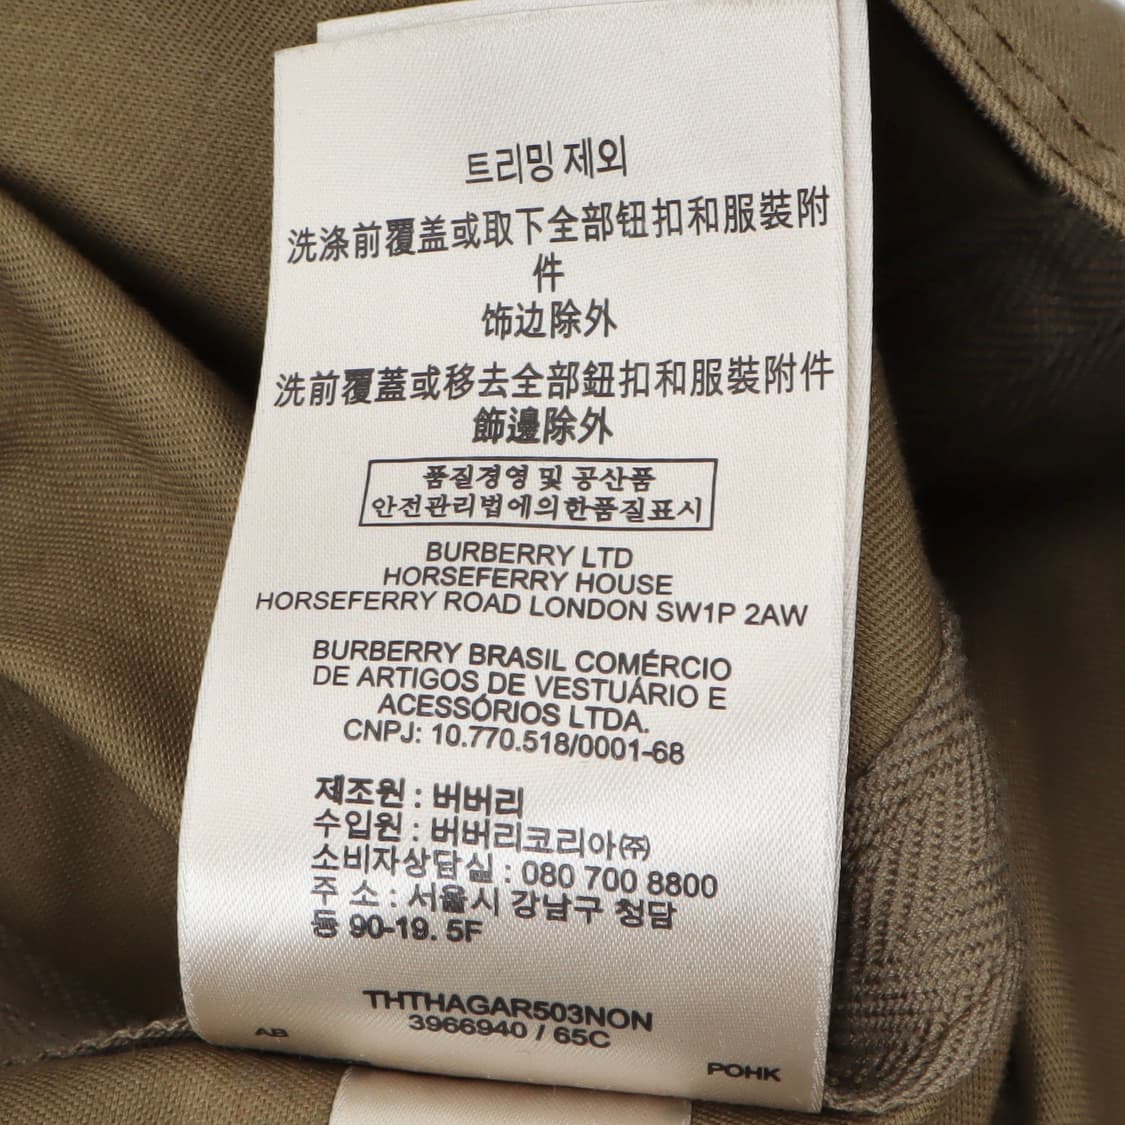 트리밍 제외
洗涤前覆盖或取下全部钮扣和服裝附
件
饰边除外
洗前覆蓋或移去全部鈕扣和服裝附件
飾邊除外
품질경영 및 공산품
안전관리법에의한품질표시
BURBERRY LTD
HORSEFERRY HOUSE
HORSEFERRY ROAD LONDON SW1P 2AW
BURBERRY BRASIL COMÉRCIO
DE ARTIGOS DE VESTUÁRIO E
ACESSÓRIOS LTDA.
CNPJ: 10.770.518/0001-68
제조원 : 버버리
수입원 : 버버리코리아㈜
소비자상담실 : 080 700 8800
주 소 : 서울시 강남구 청담
동 90-19. 5F
THTHAGAR503NON
3966940 / 65C
AB
POHK